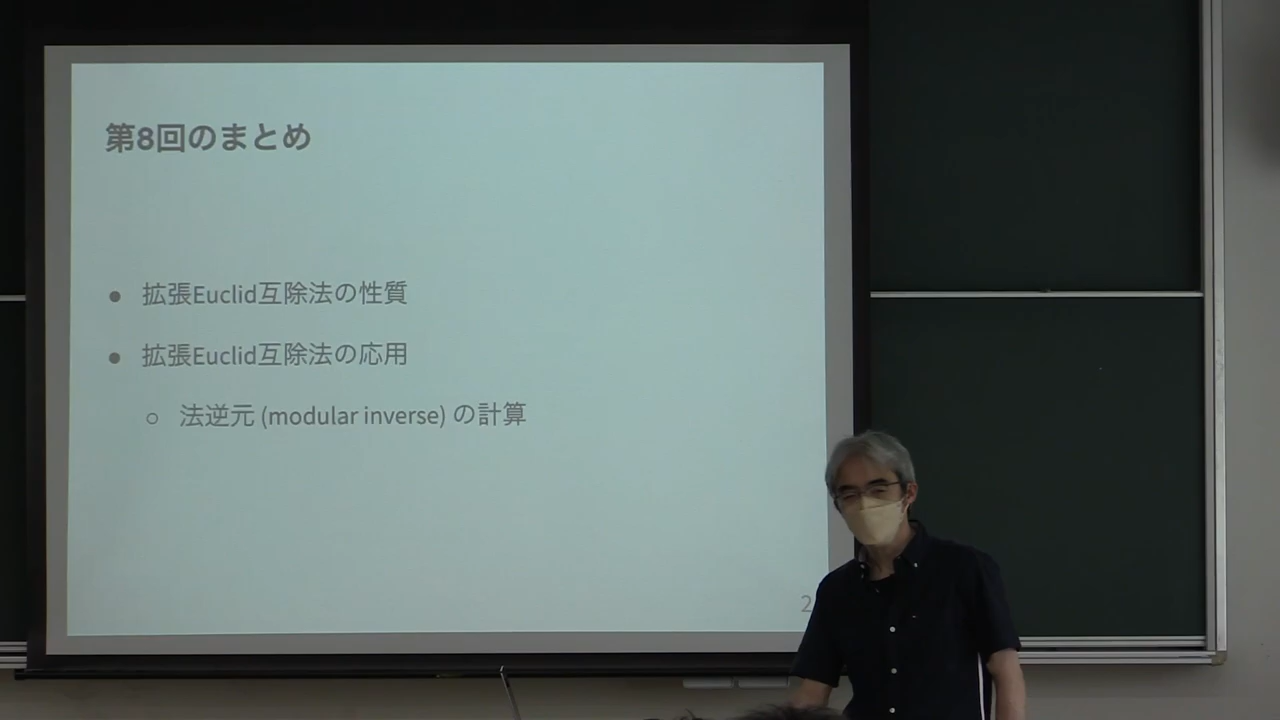 第8回のまとめ
● 拡張Euclid互除法の性質
● 拡張Euclid互除法の応用
○ 法逆元 (modular inverse) の計算